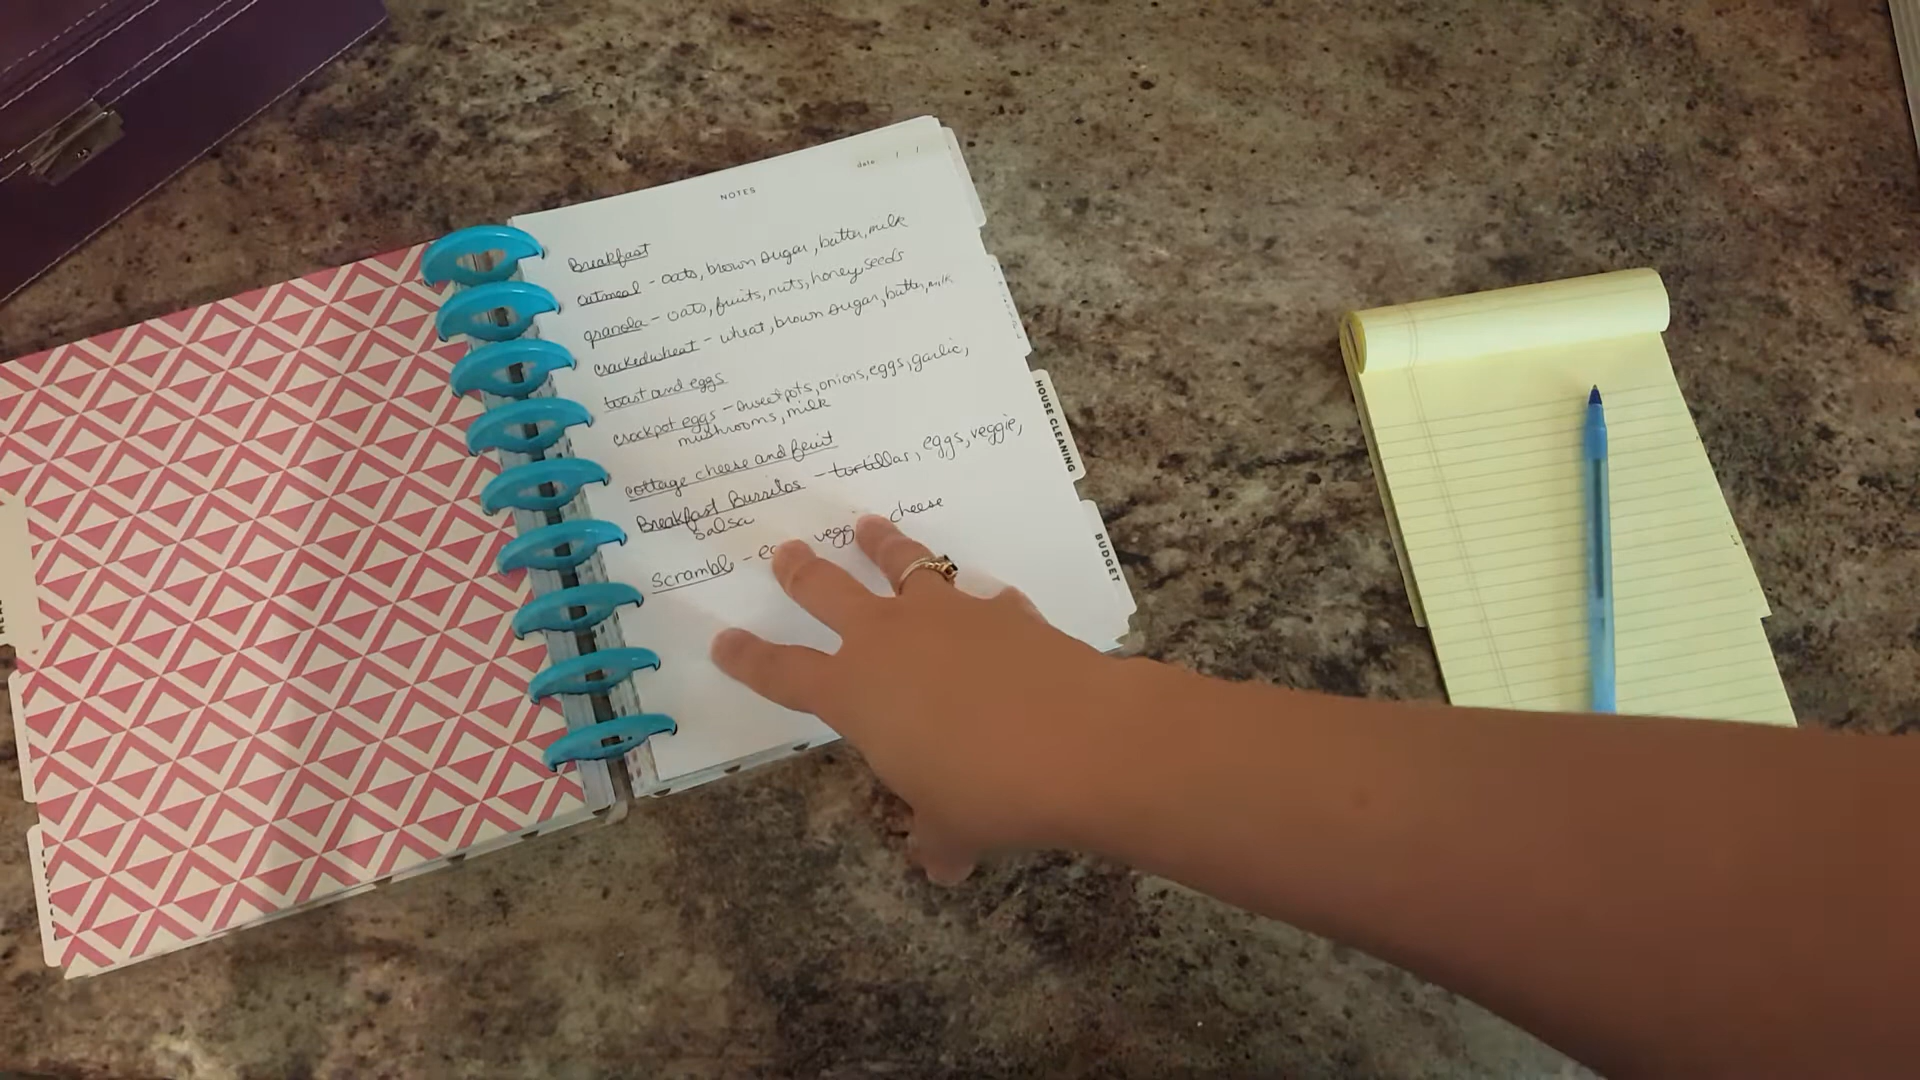 date: / /
NOTES
Breakfast
oatmeal - oats, brown sugar, butter, milk
granola - oats, fruits, nuts, honey, seeds
cracked wheat - wheat, brown sugar, butter, milk
toast and eggs
crockpot eggs - sweet pots, onions, eggs, garlic,
mushrooms, milk
cottage cheese and fruit
Breakfast Burritos - tortillas, eggs, veggie,
salsa
Scramble - cheese
HOUSE CLEANING
BUDGET